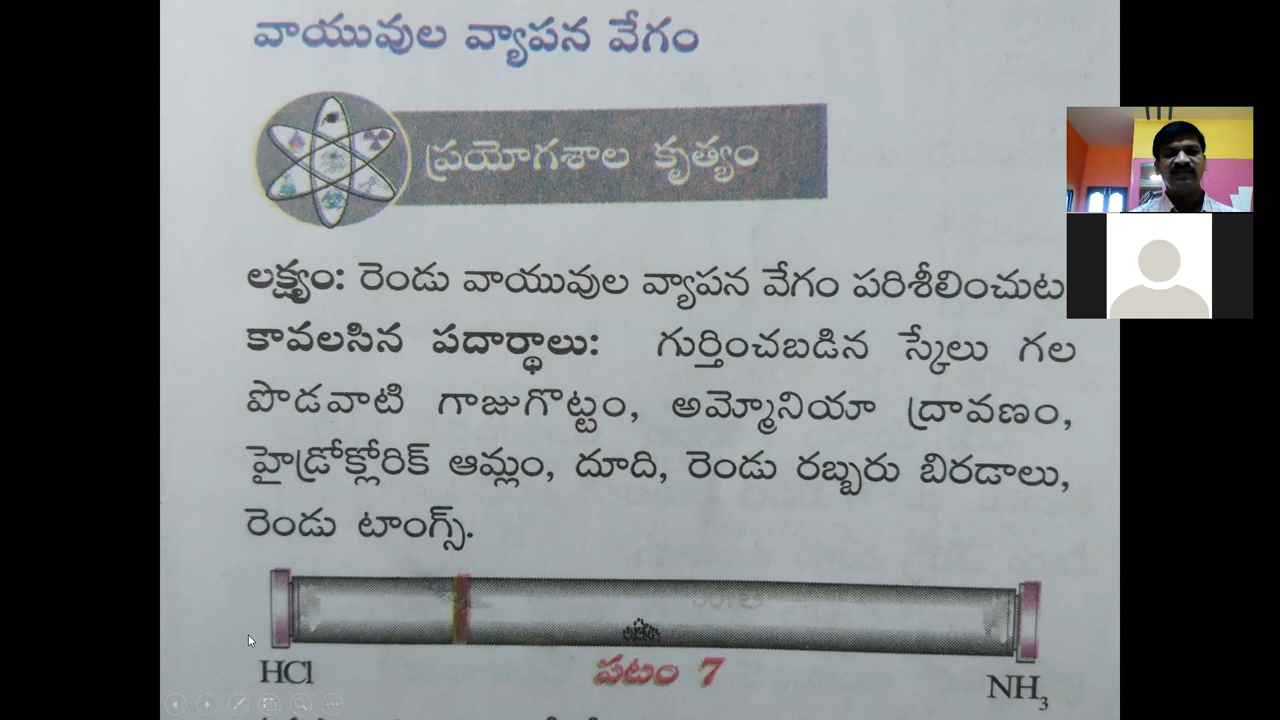 వాయువుల వ్యాపన వేగం
ప్రయోగశాల కృత్యం
లక్ష్యం: రెండు వాయువుల వ్యాపన వేగం పరిశీలించుట
కావలసిన పదార్థాలు: గుర్తించబడిన స్కేలు గల
పొడవాటి గాజుగొట్టం, అమ్మోనియా ద్రావణం,
హైడ్రోక్లోరిక్ ఆమ్లం, దూది, రెండు రబ్బరు బిరడాలు,
రెండు టాంగ్స్.
HCl
పటం 7
NH3